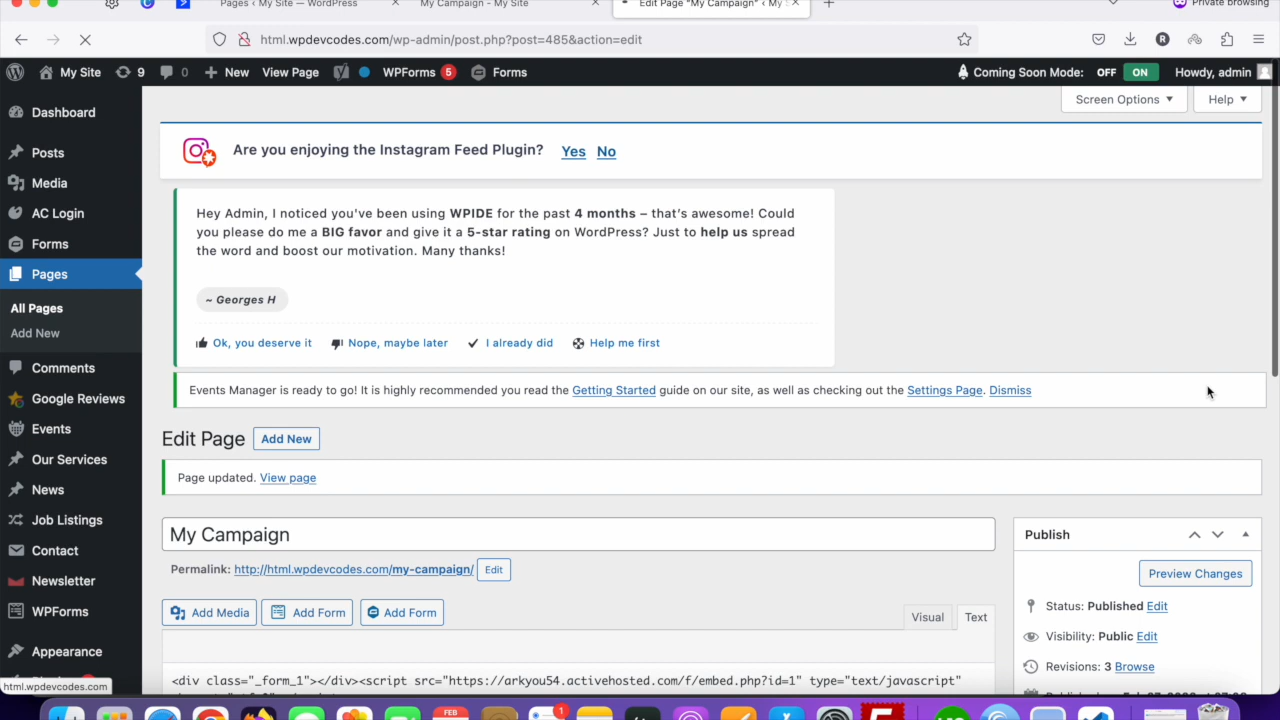 Pages ‹ My Site — WordPress
My Campaign - My Site
Edit Page "My Campaign" ‹ My S
Private browsing
html.wpdevcodes.com/wp-admin/post.php?post=485&action=edit
My Site
9
0
New
View Page
WPForms 5
Forms
Coming Soon Mode: OFF ON
Howdy, admin
Screen Options
Help
Dashboard
Posts
Media
AC Login
Forms
Pages
All Pages
Add New
Comments
Google Reviews
Events
Our Services
News
Job Listings
Contact
Newsletter
WPForms
Appearance
html.wpdevcodes.com
Are you enjoying the Instagram Feed Plugin? Yes No
Hey Admin, I noticed you've been using WPIDE for the past 4 months – that's awesome! Could
you please do me a BIG favor and give it a 5-star rating on WordPress? Just to help us spread
the word and boost our motivation. Many thanks!
~ Georges H
Ok, you deserve it
Nope, maybe later
I already did
Help me first
Events Manager is ready to go! It is highly recommended you read the Getting Started guide on our site, as well as checking out the Settings Page. Dismiss
Edit Page
Add New
Page updated. View page
My Campaign
Permalink: http://html.wpdevcodes.com/my-campaign/ Edit
Add Media
Add Form
Add Form
Visual
Text
<div class="_form_1"></div><script src="https://arkyou54.activehosted.com/f/embed.php?id=1" type="text/javascript"
Publish
Preview Changes
Status: Published Edit
Visibility: Public Edit
Revisions: 3 Browse
FEB
1